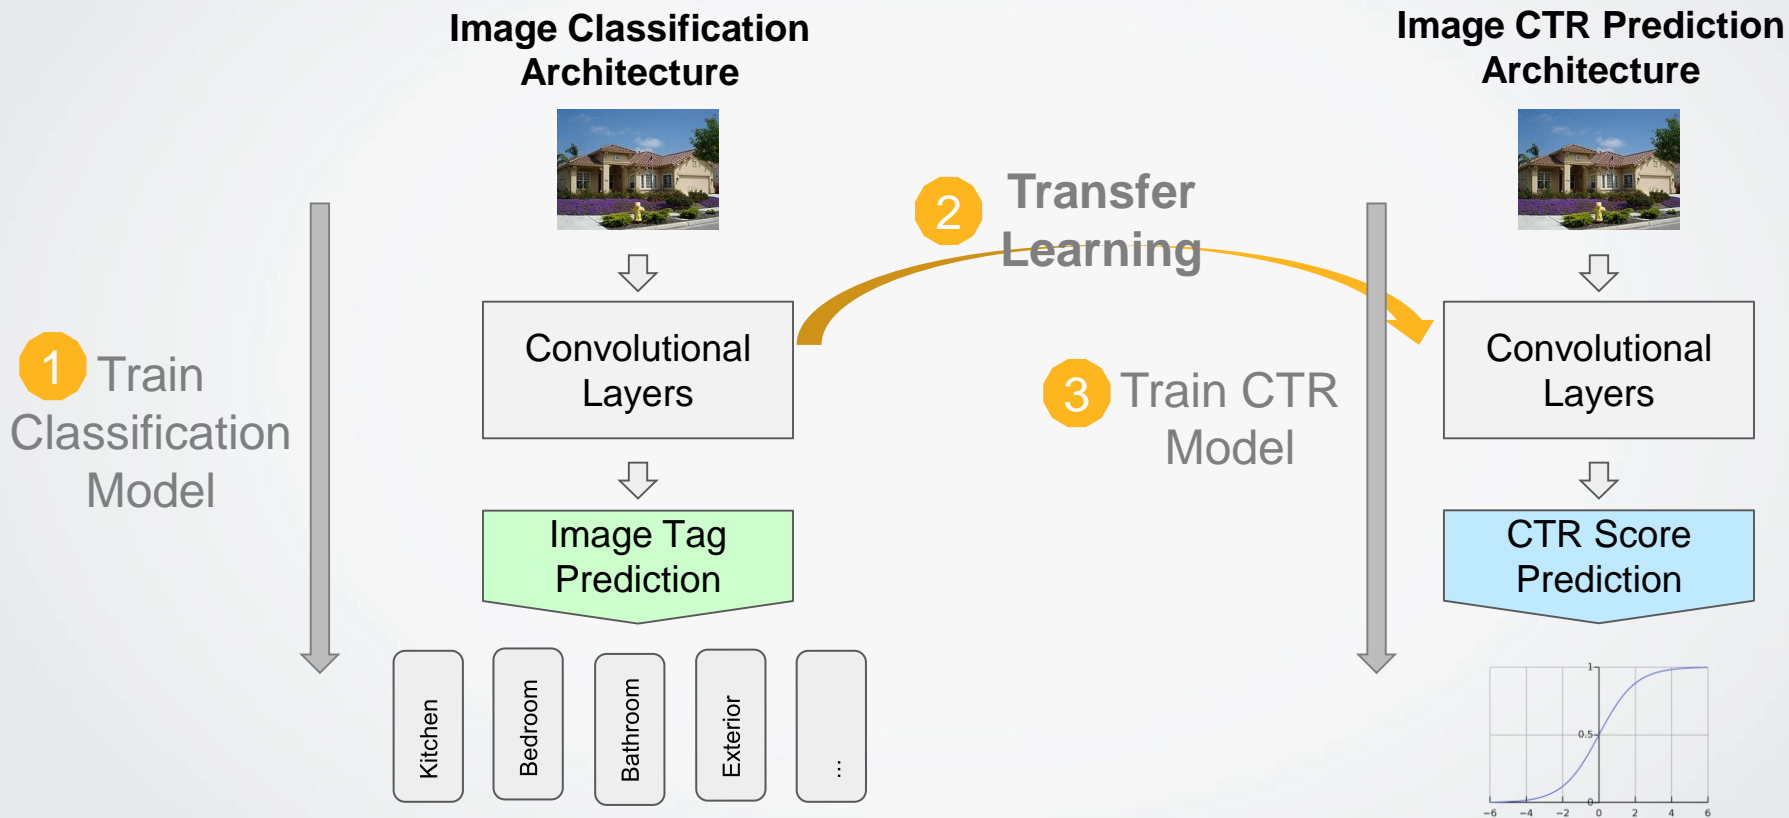 Image Classification
Architecture
Image CTR Prediction
Architecture
1
Train
Classification
Model
2
Transfer
Learning
3
Train CTR
Model
Convolutional
Layers
Image Tag
Prediction
Kitchen
Bedroom
Bathroom
Exterior
...
Convolutional
Layers
CTR Score
Prediction
1
0.5
0
−6 −4 −2 0 2 4 6